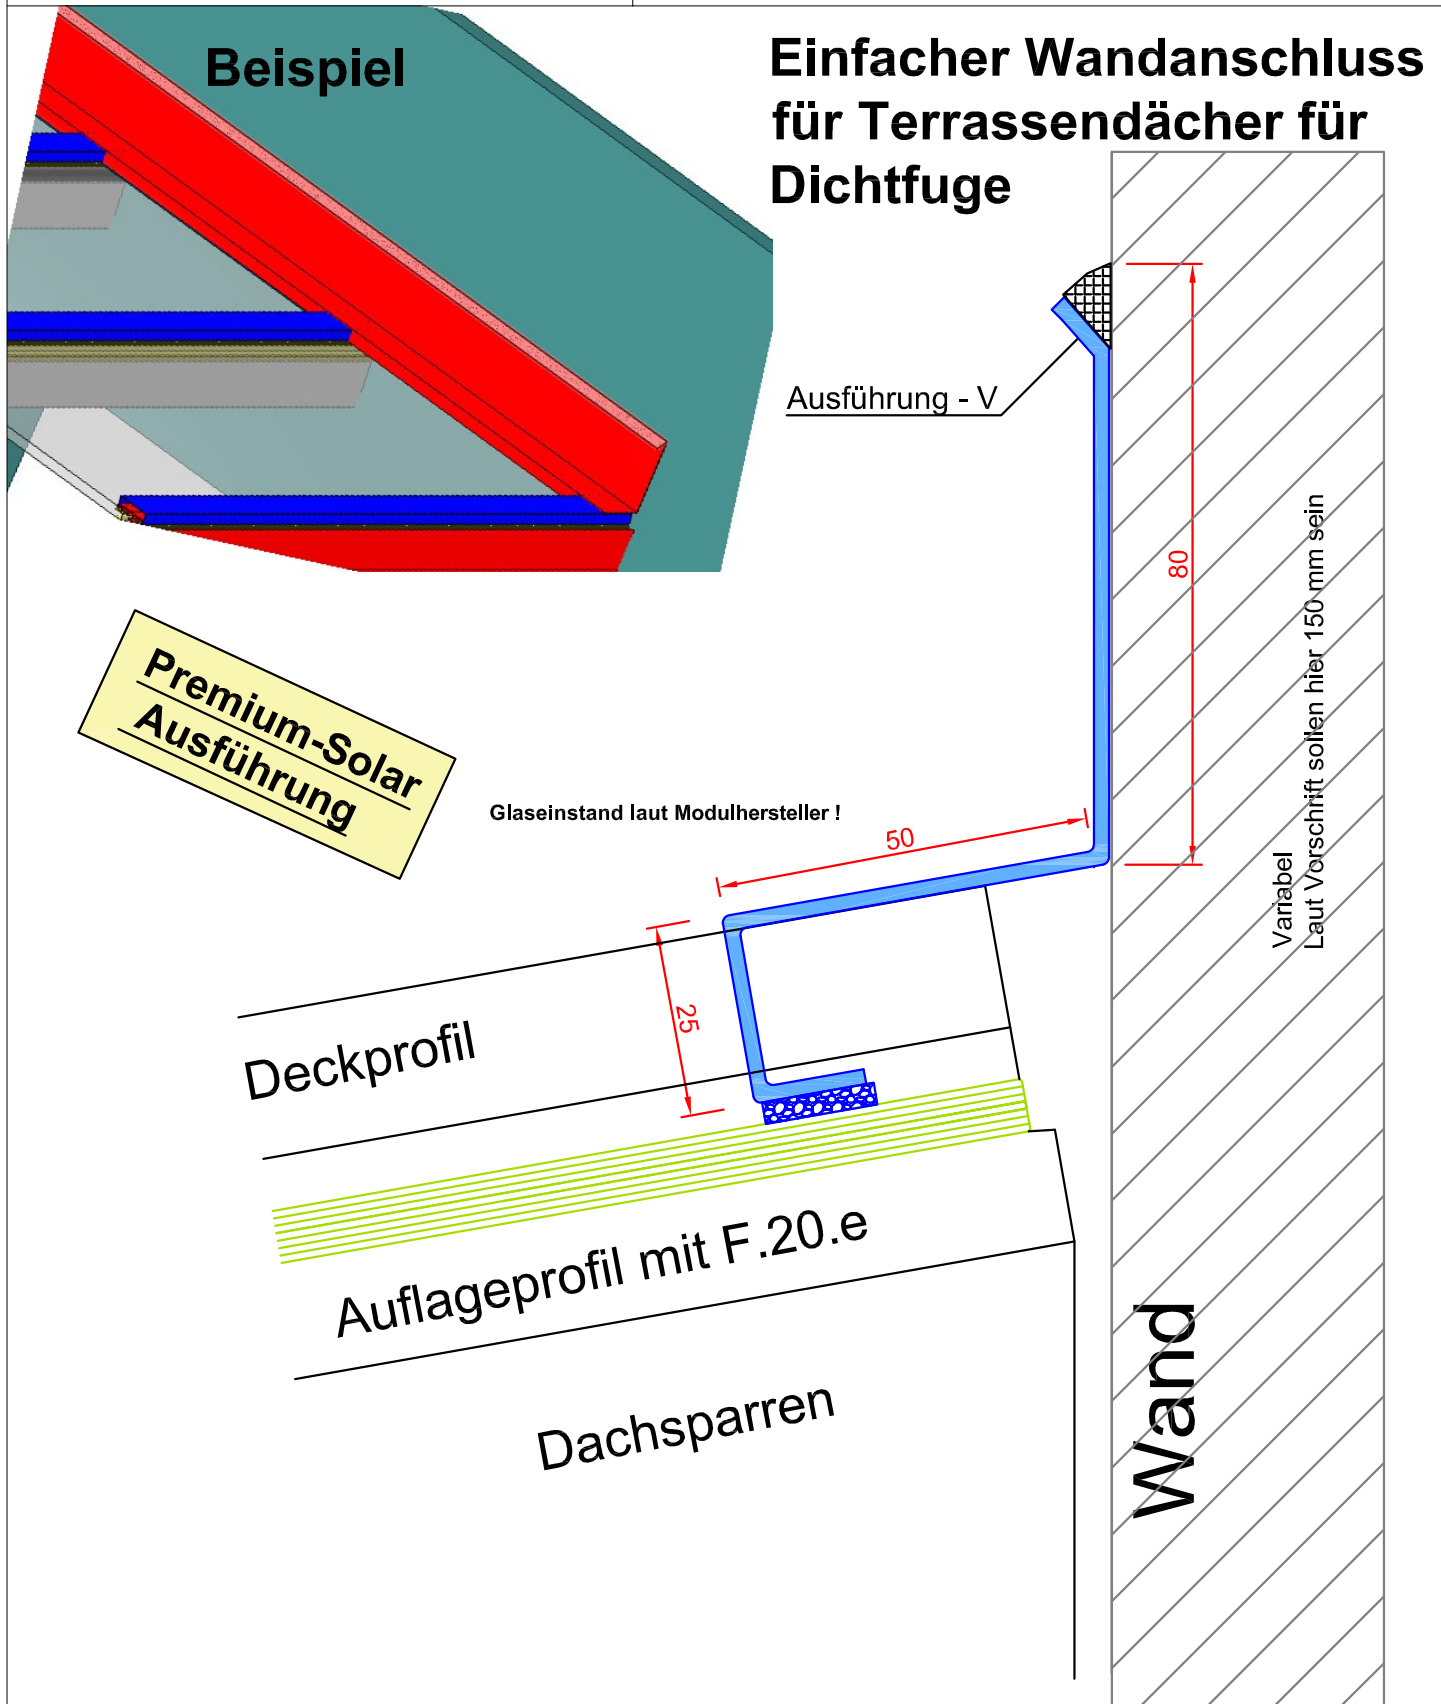 Beispiel
Einfacher Wandanschluss
für Terrassendächer für
Dichtfuge
Ausführung - V
80
Variabel
Laut Vorschrift sollen hier 150 mm sein
Premium-Solar
Ausführung
Glaseinstand laut Modulhersteller !
50
25
Deckprofil
Auflageprofil mit F.20.e
Dachsparren
Wand